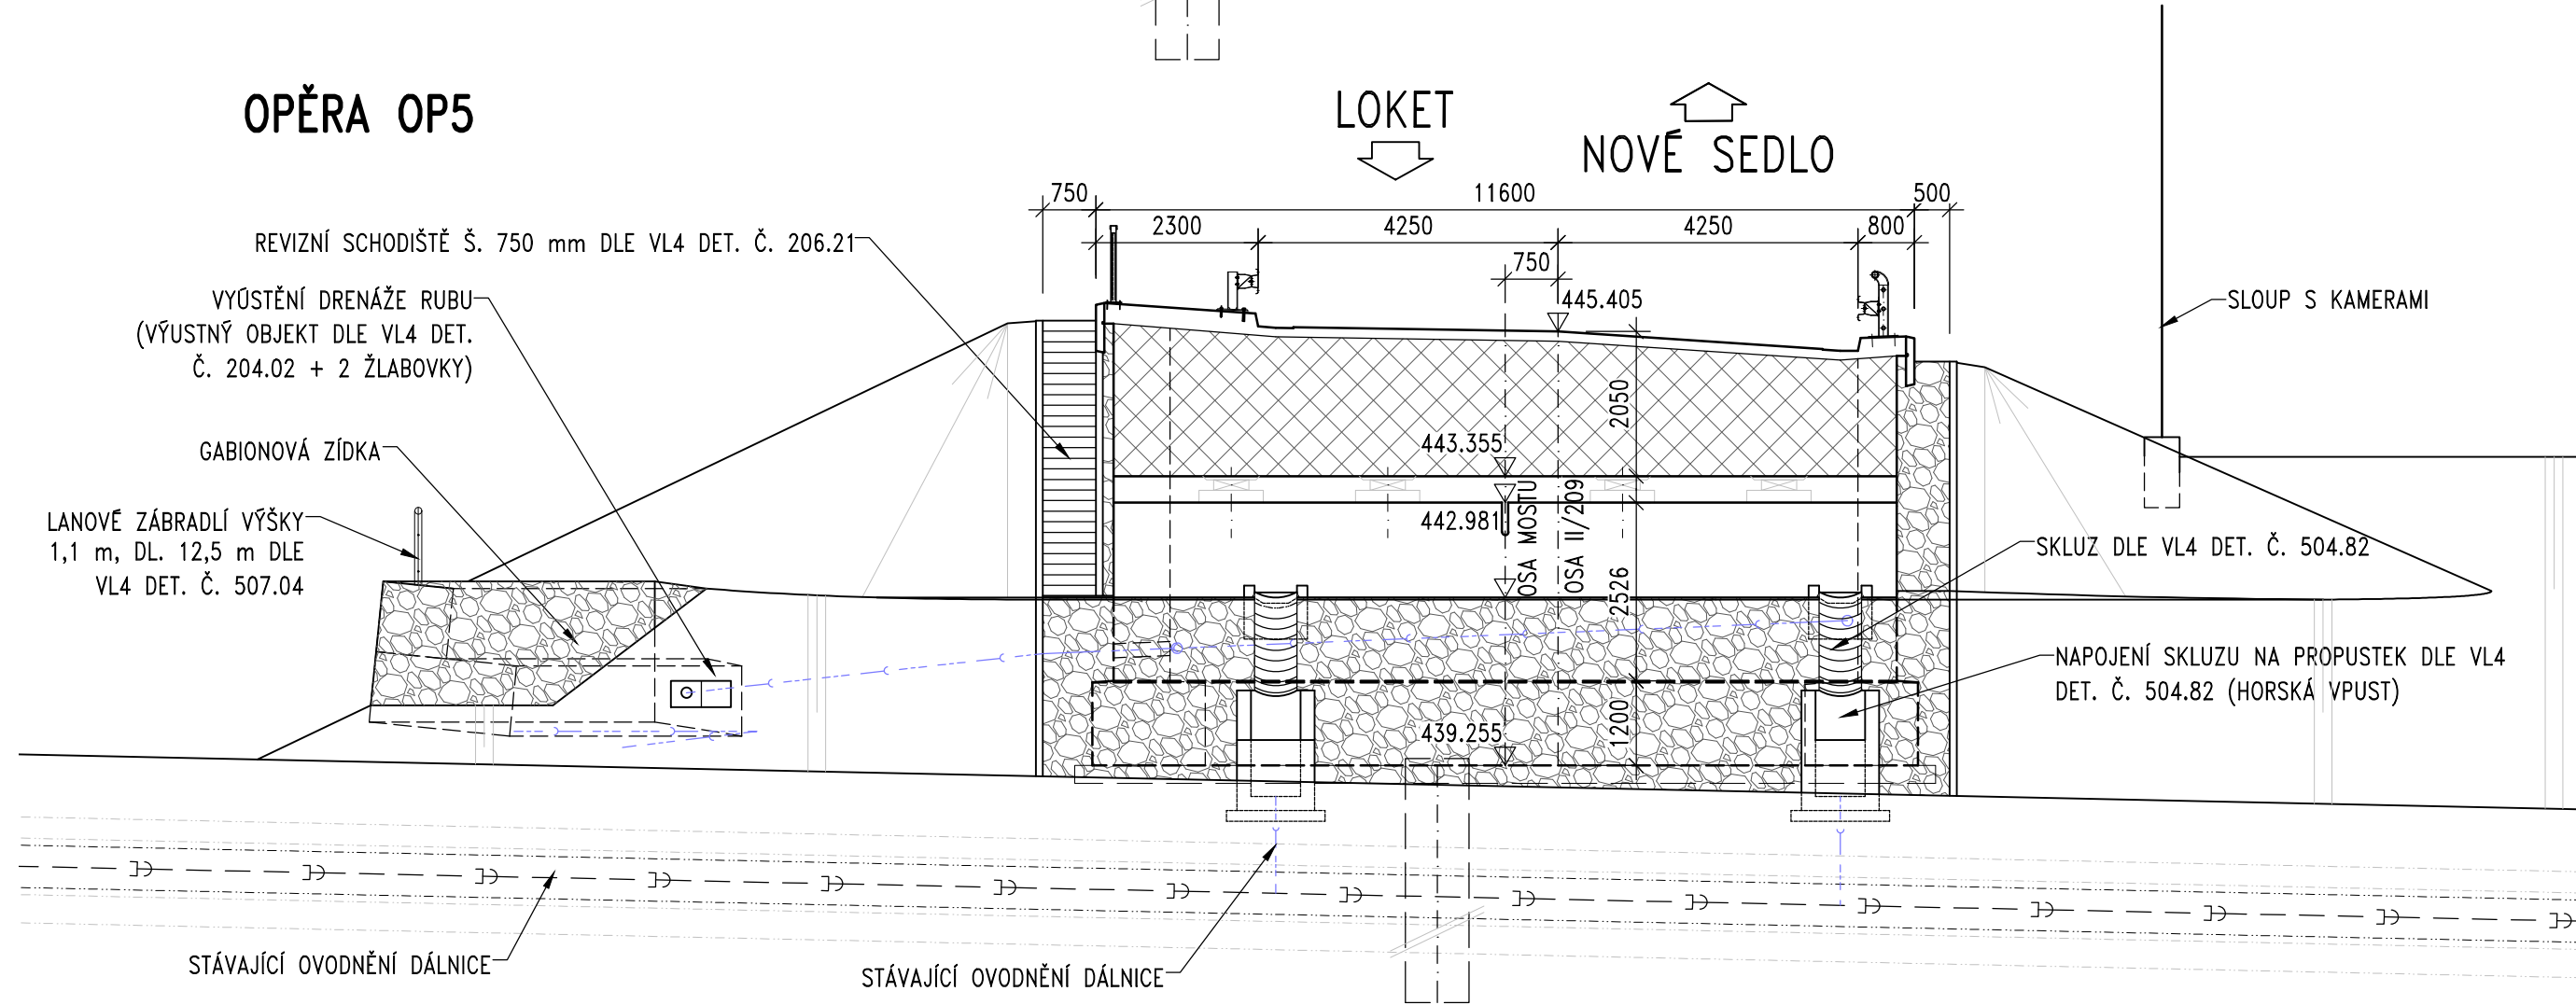 OPĚRA OP5
LOKET
NOVÉ SEDLO
750
11600
500
2300
4250
4250
800
750
445.405
REVIZNÍ SCHODIŠTĚ Š. 750 mm DLE VL4 DET. Č. 206.21
VYÚSTĚNÍ DRENÁŽE RUBU
(VÝUSTNÝ OBJEKT DLE VL4 DET.
Č. 204.02 + 2 ŽLABOVKY)
GABIONOVÁ ZÍDKA
LANOVÉ ZÁBRADLÍ VÝŠKY
1,1 m, DL. 12,5 m DLE
VL4 DET. Č. 507.04
SLOUP S KAMERAMI
2050
443.355
442.981
OSA MOSTU
OSA II/209
2526
SKLUZ DLE VL4 DET. Č. 504.82
NAPOJENÍ SKLUZU NA PROPUSTEK DLE VL4
DET. Č. 504.82 (HORSKÁ VPUST)
1200
439.255
STÁVAJÍCÍ ODVODNĚNÍ DÁLNICE
STÁVAJÍCÍ ODVODNĚNÍ DÁLNICE